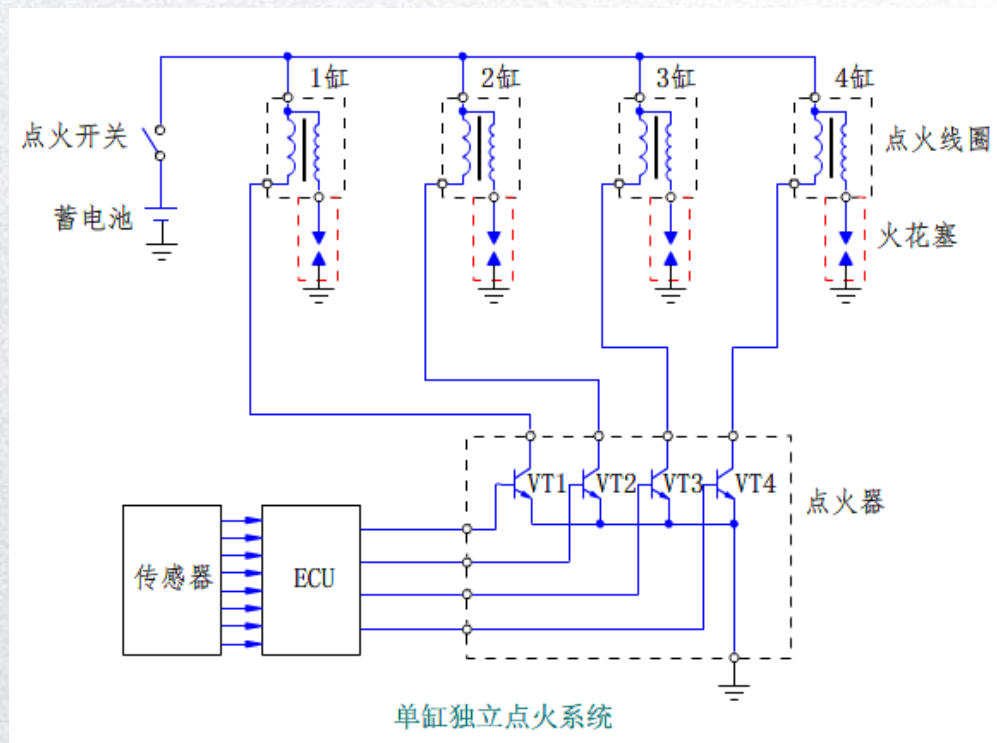 1缸 2缸 3缸 4缸
点火开关
点火线圈
蓄电池
火花塞
VT1 VT2 VT3 VT4
点火器
传感器
ECU
单缸独立点火系统